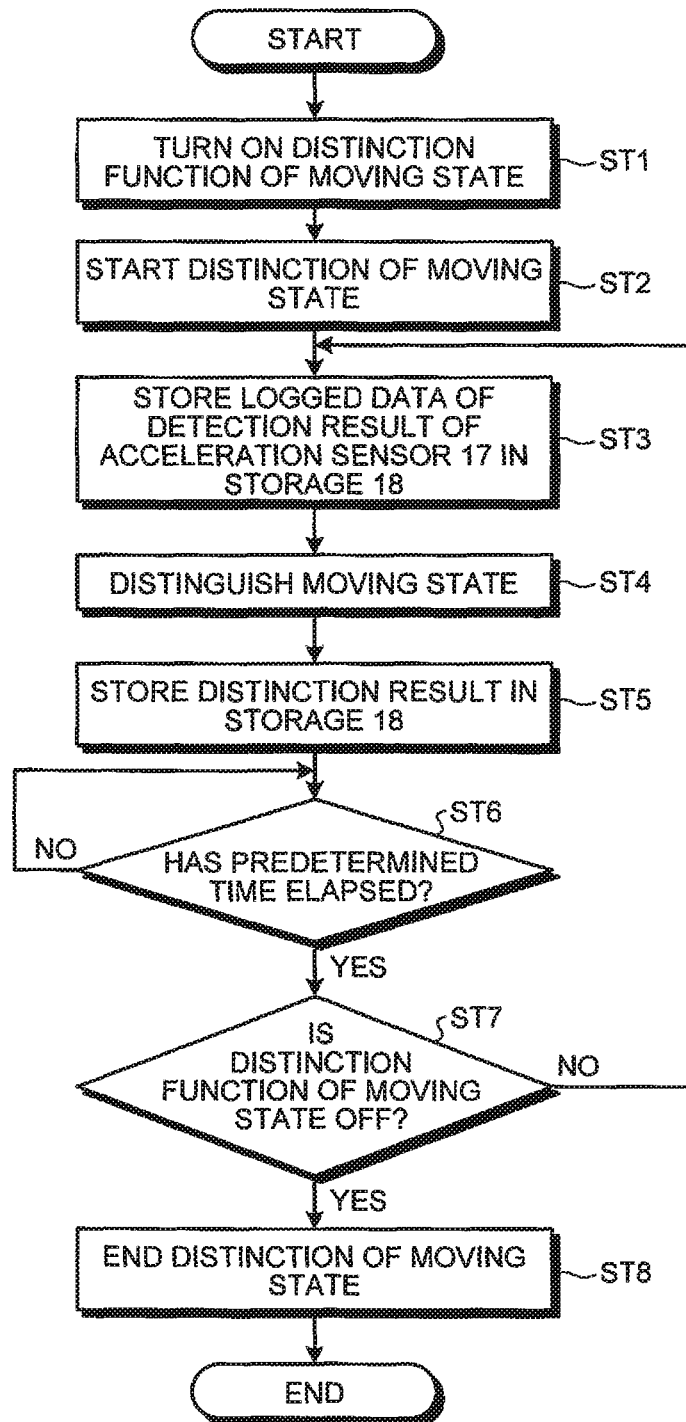 START
TURN ON DISTINCTION
FUNCTION OF MOVING STATE
ST1
START DISTINCTION OF MOVING
STATE
ST2
STORE LOGGED DATA OF
DETECTION RESULT OF
ACCELERATION SENSOR 17 IN
STORAGE 18
ST3
DISTINGUISH MOVING STATE
ST4
STORE DISTINCTION RESULT IN
STORAGE 18
ST5
ST6
NO
HAS PREDETERMINED
TIME ELAPSED?
YES
ST7
IS
DISTINCTION
FUNCTION OF MOVING
STATE OFF?
NO
YES
END DISTINCTION OF MOVING
STATE
ST8
END